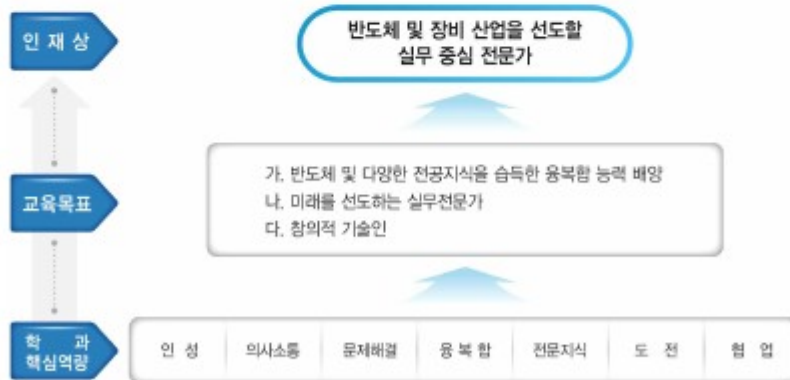 인 재 상
반도체 및 장비 산업을 선도할
실무 중심 전문가
교육목표
가. 반도체 및 다양한 전공지식을 습득한 융복합 능력 배양
나. 미래를 선도하는 실무전문가
다. 창의적 기술인
학 과
핵심역량
인 성 의사소통 문제해결 융 복 합 전문지식 도 전 협 업